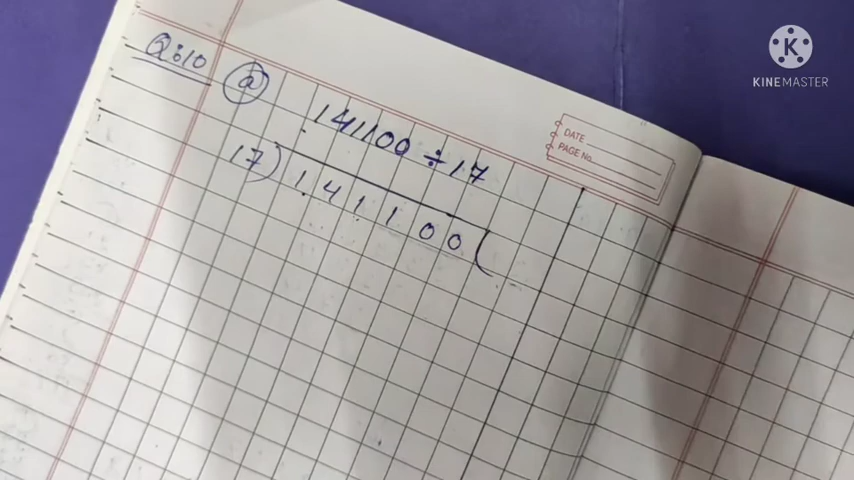 Q:10
a
141100 ÷ 17
17) 141100 (
DATE
PAGE No.
K
KINEMASTER